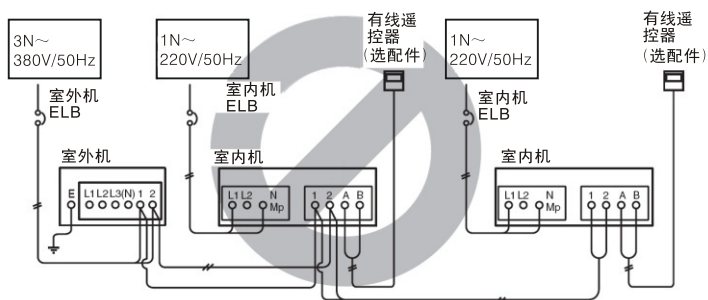 3N～
380V/50Hz
1N～
220V/50Hz
有线遥
控器
(选配件)
1N～
220V/50Hz
有线遥
控器
(选配件)
室外机
ELB
室内机
ELB
室内机
ELB
室外机
室内机
室内机
E L1 L2 L3 (N) 1 2
L1 L2 N
Mp
1 2 A B
L1 L2 N
Mp
1 2 A B